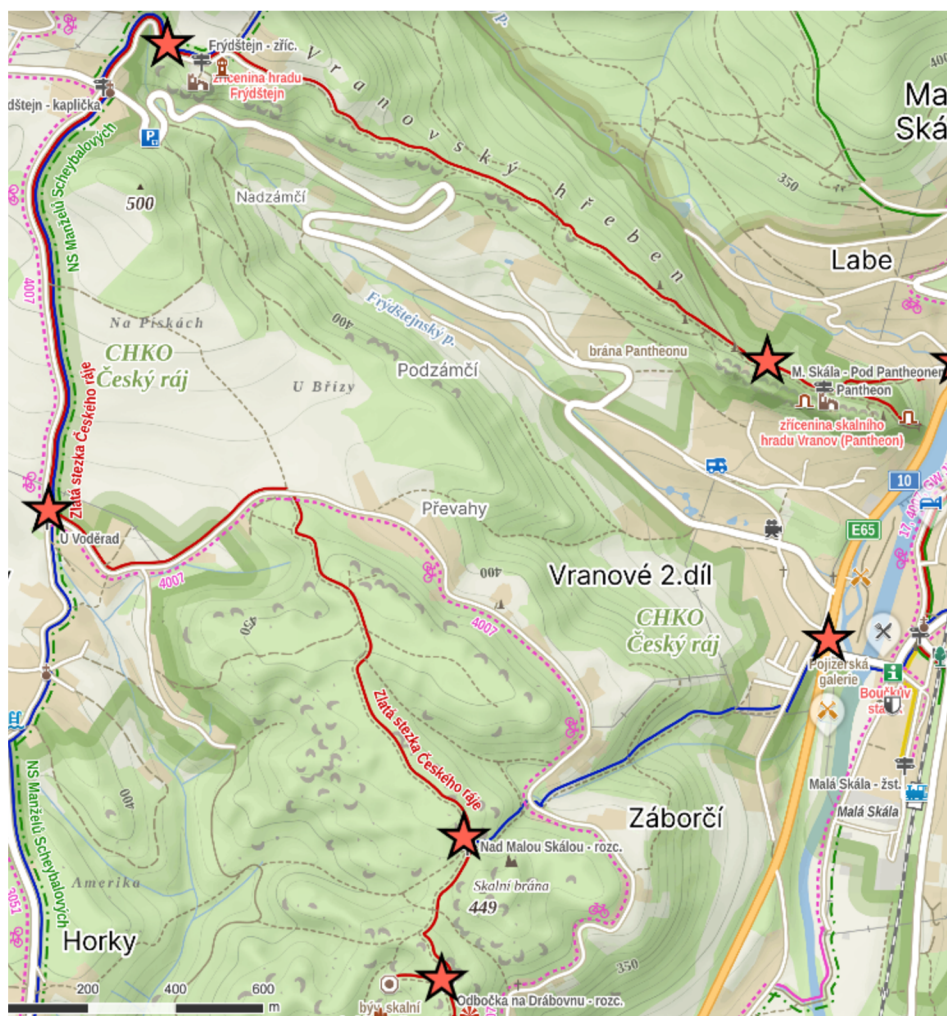 P.
Frýdštejn - zříc.
zřícenina hradu
Frýdštejn
dštejn - kaplička
P
500
Nadzámčí
Vranovský hřeben
350
400
Ma
Ská
Labe
NS Manželů Scheybalových
4007
Na Pískách
CHKO
Český ráj
400
Frýdštejnský p.
U Břízy
Podzámčí
brána Pantheonu
M. Skála - Pod Pantheonem
Pantheon
zřícenina skalního
hradu Vranov (Pantheon)
Zlatá stezka Českého ráje
10
E65
U Voděrad
Převahy
4007
400
4007
Vranové 2.díl
CHKO
Český ráj
450
Pojizerská
galerie
Boučkův
Zlatá stezka Českého ráje
NS Manželů Scheybalových
400
Malá Skála - žst.
Malá Skála
Záborčí
Nad Malou Skálou - rozc.
Skalní brána
449
Amerika
3051
Horky
350
Odbočka na Drábovnu - rozc.
býv. skalní
200 400 600
m